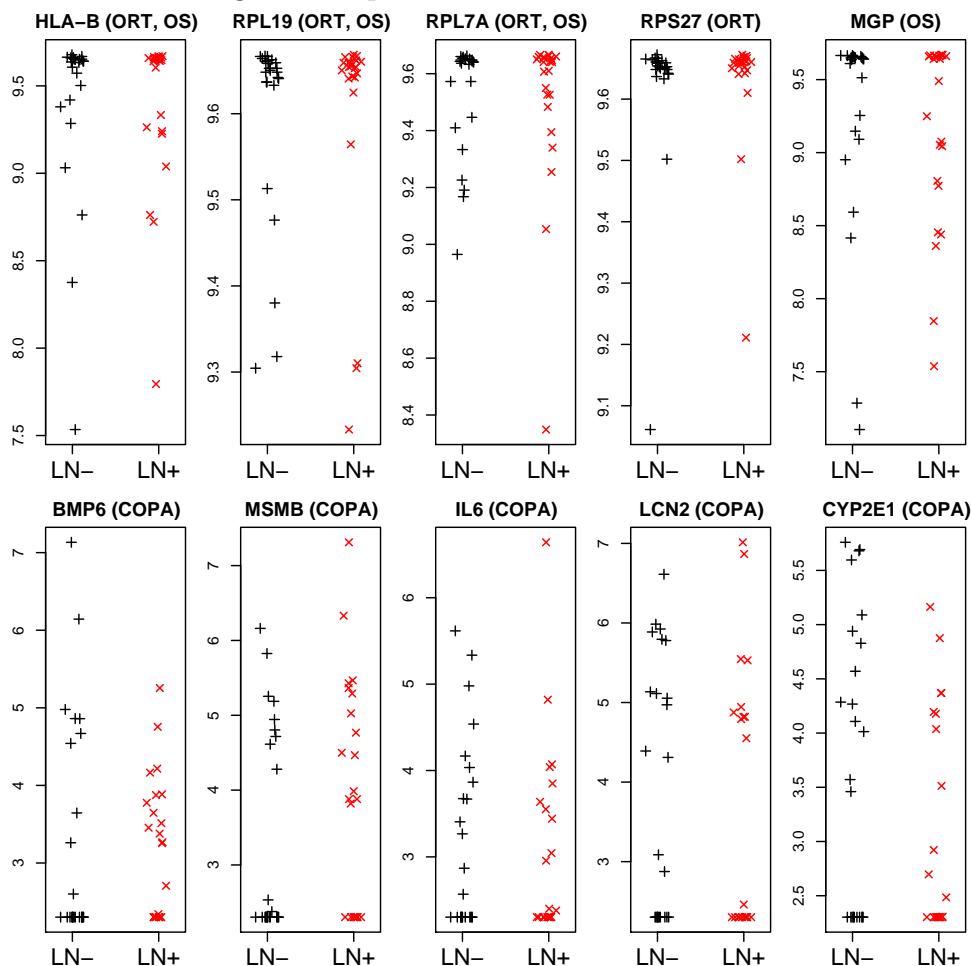 HLA−B (ORT, OS)
RPL19 (ORT, OS)
RPL7A (ORT, OS)
RPS27 (ORT)
MGP (OS)
7.5 8.0 8.5 9.0 9.5
9.3 9.4 9.5 9.6
8.4 8.6 8.8 9.0 9.2 9.4 9.6
9.1 9.2 9.3 9.4 9.5 9.6
7.5 8.0 8.5 9.0 9.5
LN− LN+
LN− LN+
LN− LN+
LN− LN+
LN− LN+
BMP6 (COPA)
MSMB (COPA)
IL6 (COPA)
LCN2 (COPA)
CYP2E1 (COPA)
3 4 5 6 7
3 4 5 6 7
3 4 5 6
3 4 5 6 7
2.5 3.0 3.5 4.0 4.5 5.0 5.5
LN− LN+
LN− LN+
LN− LN+
LN− LN+
LN− LN+